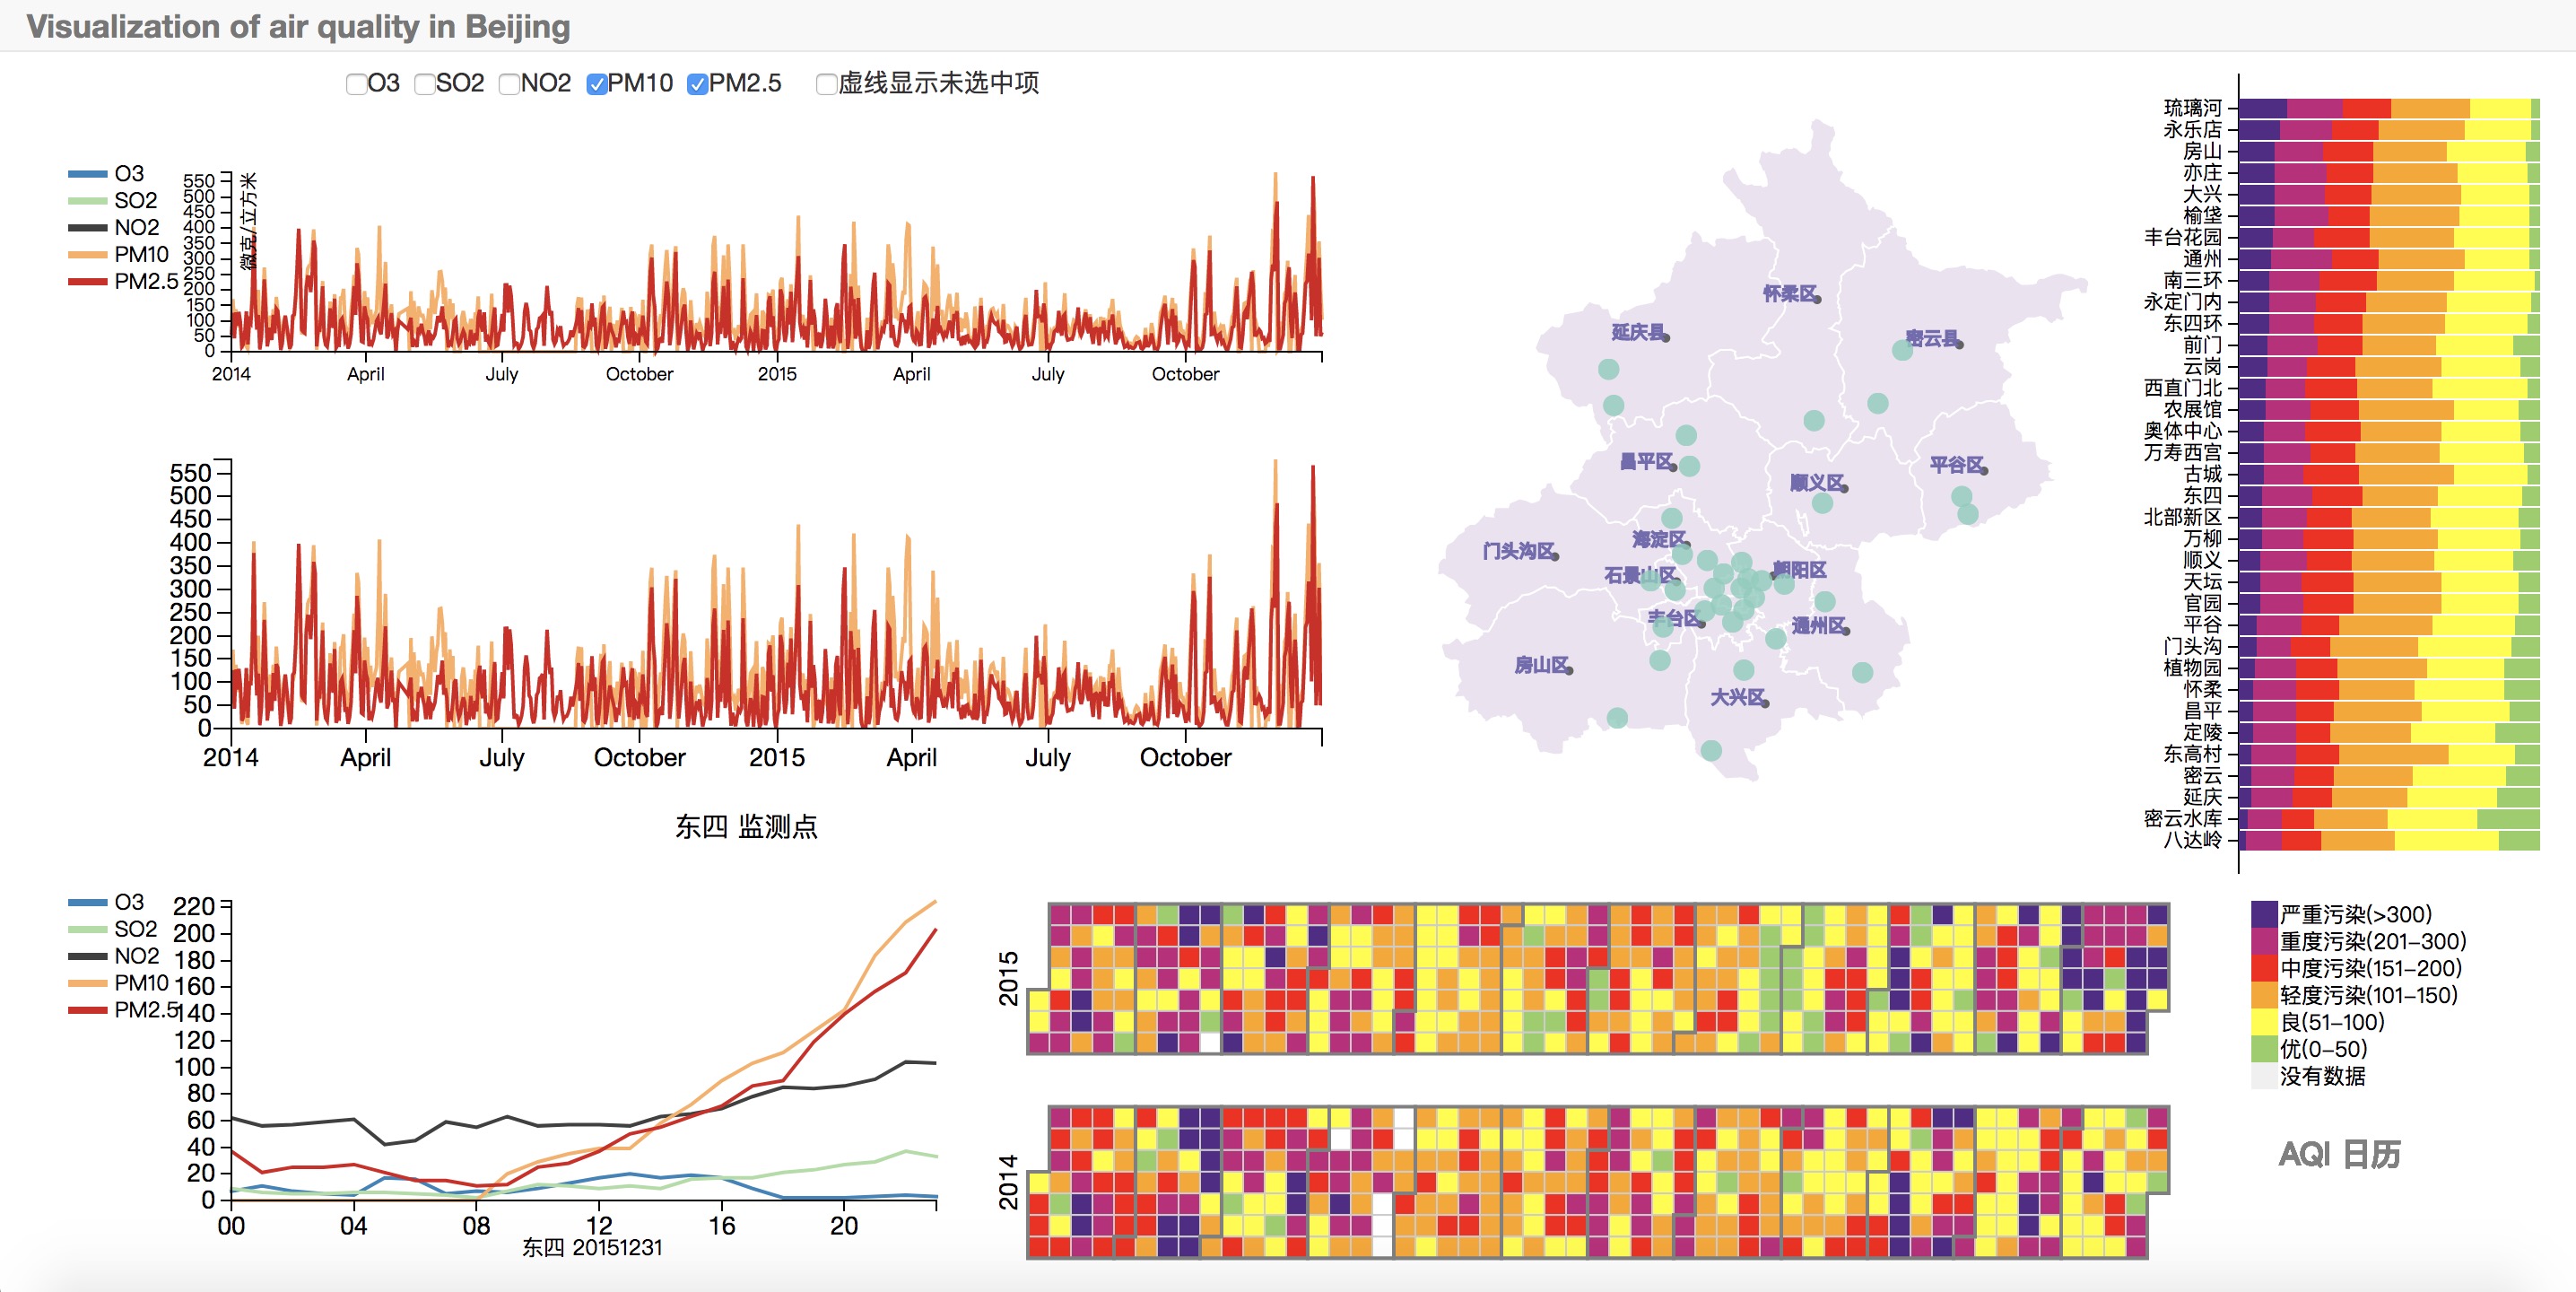 Visualization of air quality in Beijing
O3 SO2 NO2 PM10 PM2.5 虚线显示未选中项
O3
SO2
NO2
PM10
PM2.5
微克/立方米
550
500
450
400
350
300
250
200
150
100
50
0
2014 April July October 2015 April July October
550
500
450
400
350
300
250
200
150
100
50
0
2014 April July October 2015 April July October
东四 监测点
O3
SO2
NO2
PM10
PM2.5
220
200
180
160
140
120
100
80
60
40
20
0
00 04 08 12 16 20
东四 20151231
怀柔区
延庆县
密云县
昌平区
平谷区
顺义区
海淀区
门头沟区
朝阳区
石景山区
丰台区
通州区
房山区
大兴区
琉璃河
永乐店
房山
亦庄
大兴
榆垡
丰台花园
通州
南三环
永定门内
东四环
前门
云岗
西直门北
农展馆
奥体中心
万寿西宫
古城
东四
北部新区
万柳
顺义
天坛
官园
平谷
门头沟
植物园
怀柔
昌平
定陵
东高村
密云
延庆
密云水库
八达岭
2015
2014
严重污染(>300)
重度污染(201-300)
中度污染(151-200)
轻度污染(101-150)
良(51-100)
优(0-50)
没有数据
AQI 日历